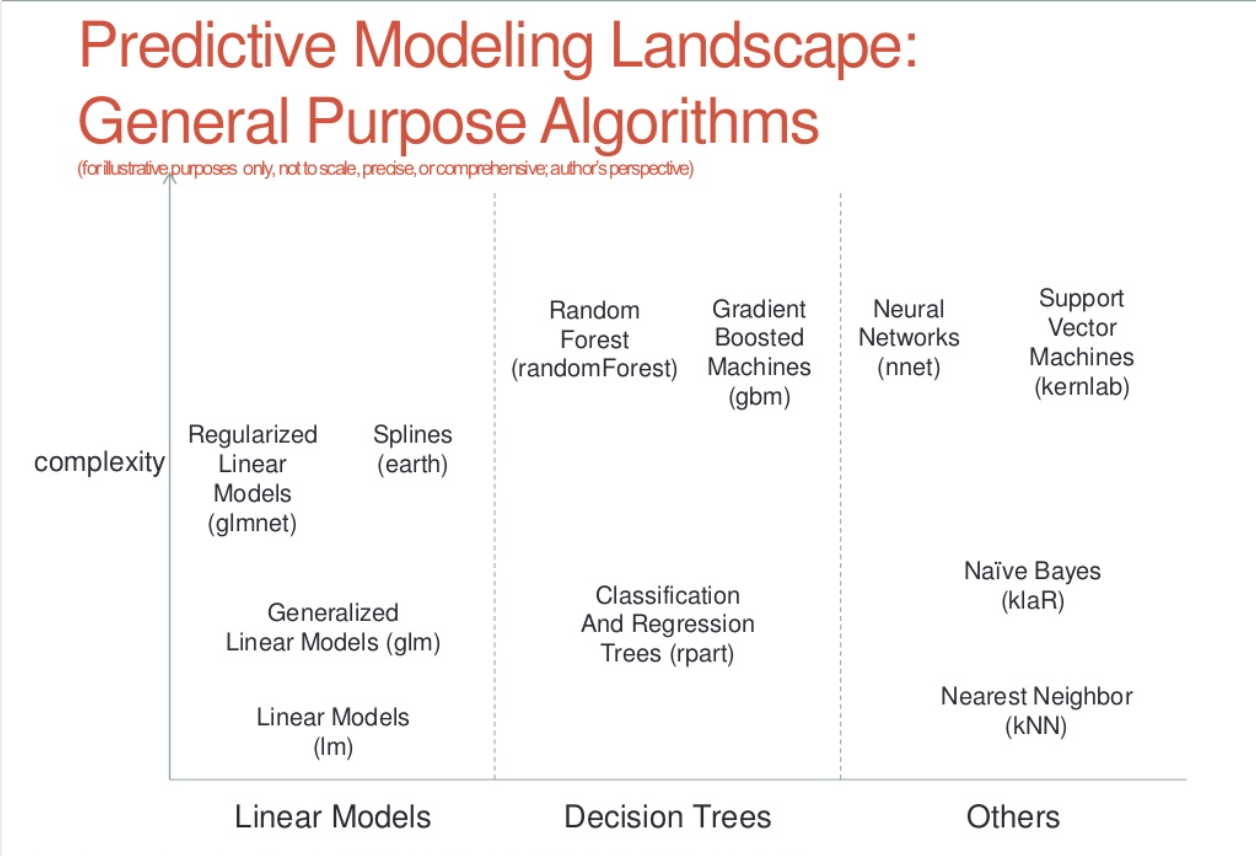 Predictive Modeling Landscape:
General Purpose Algorithms
(for illustrative purposes only, not to scale, precise, or comprehensive; author's perspective)
complexity
Regularized
Linear
Models
(glmnet)
Splines
(earth)
Generalized
Linear Models (glm)
Linear Models
(lm)
Random
Forest
(randomForest)
Gradient
Boosted
Machines
(gbm)
Classification
And Regression
Trees (rpart)
Neural
Networks
(nnet)
Support
Vector
Machines
(kernlab)
Naïve Bayes
(klaR)
Nearest Neighbor
(kNN)
Linear Models
Decision Trees
Others